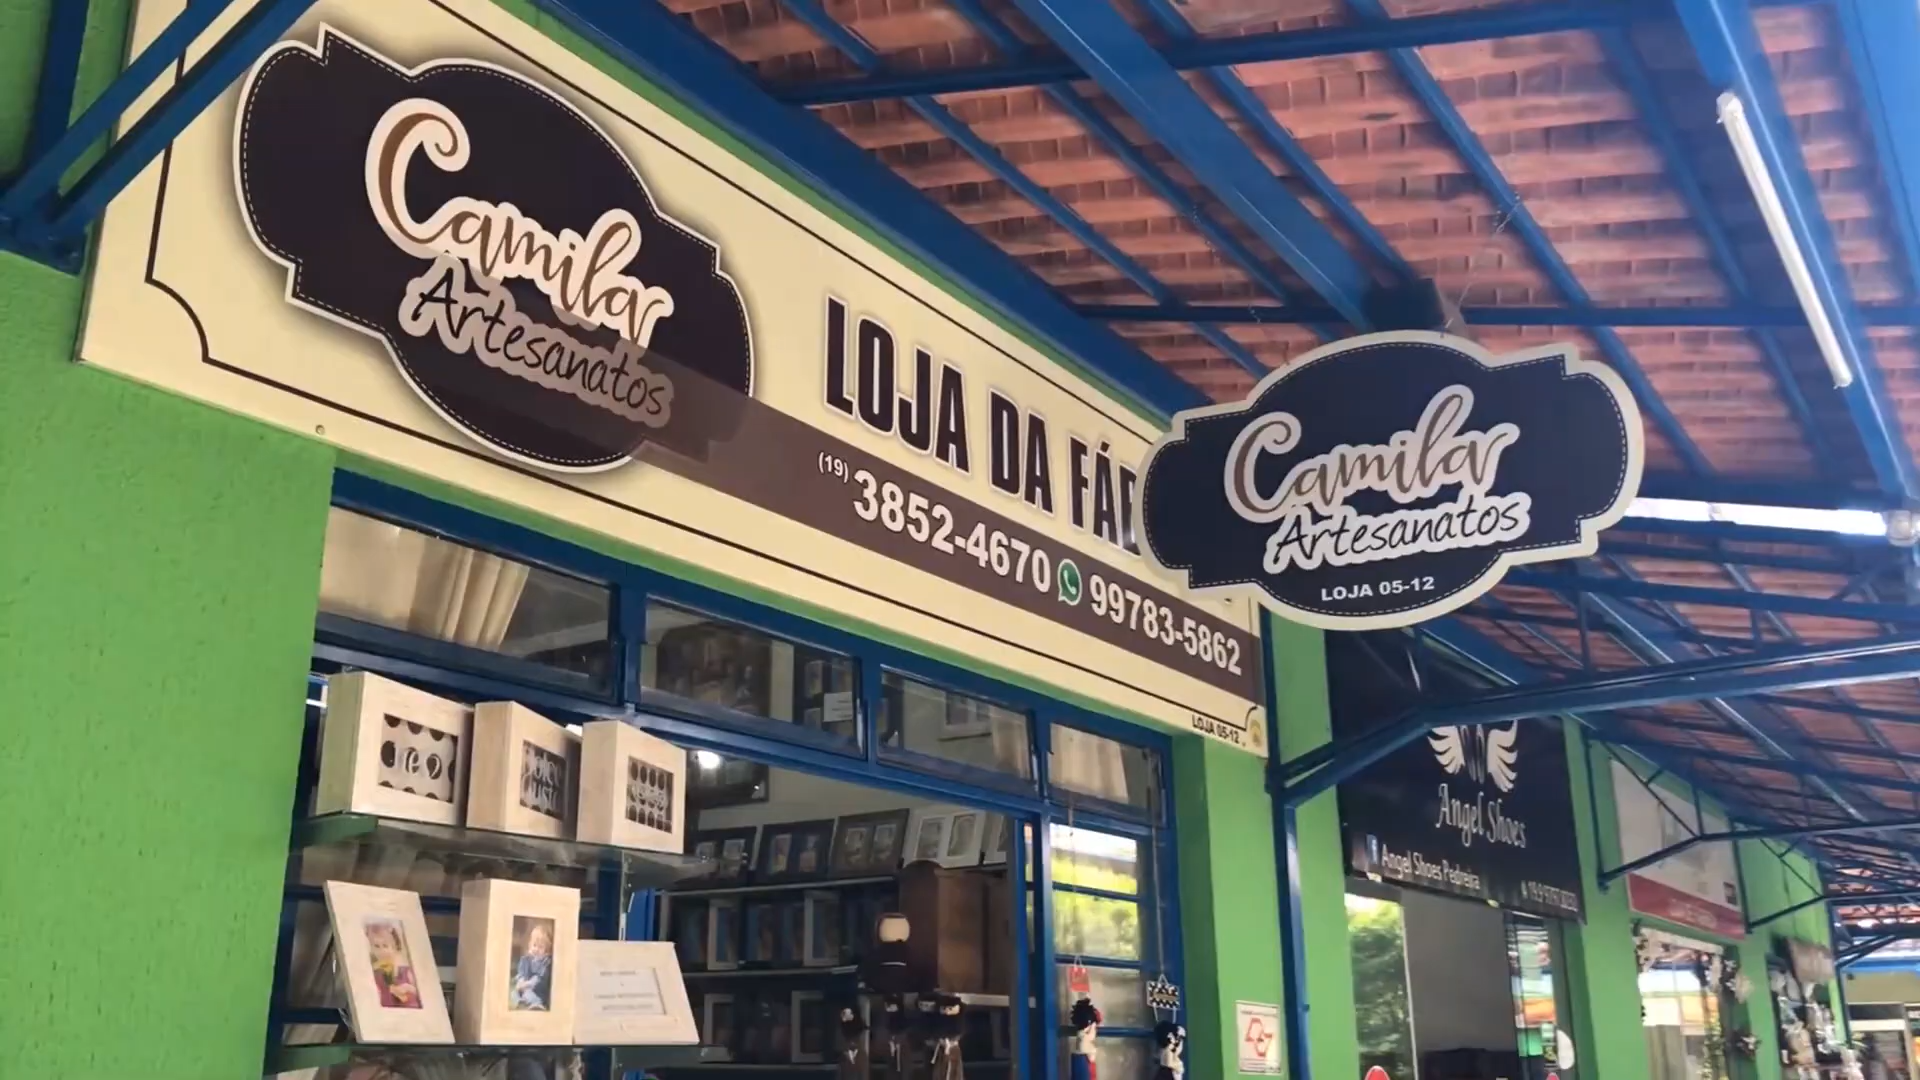 Camila
Artesanatos
LOJA DA FÁB
(19) 3852-4670 99783-5862
LOJA 05-12
Camila
Artesanatos
LOJA 05-12
Angel Shoes
Angel Shoes Pedreira